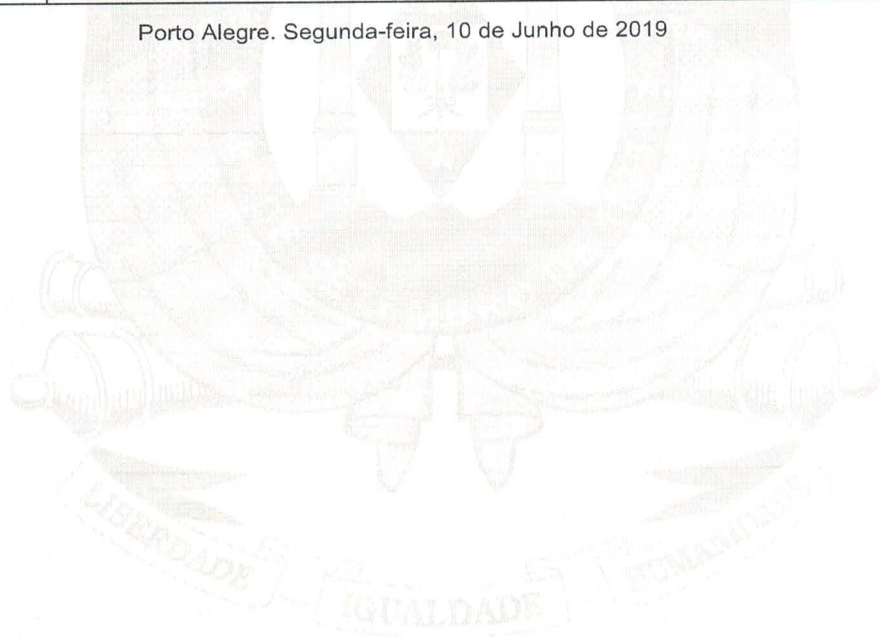 Porto Alegre. Segunda-feira, 10 de Junho de 2019
LIBERDADE
IGUALDADE
HUMANIDADE